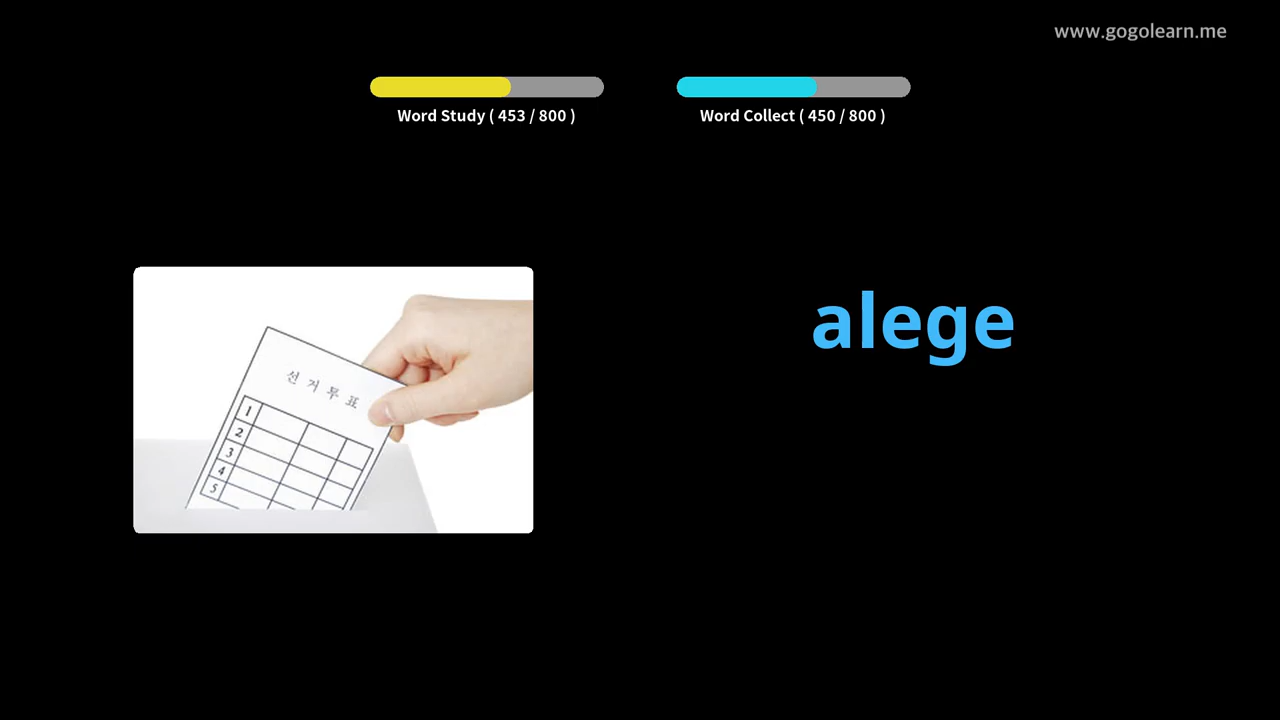 www.gogolearn.me
Word Study ( 453 / 800 )
Word Collect ( 450 / 800 )
alege
선거투표
1
2
3
4
5